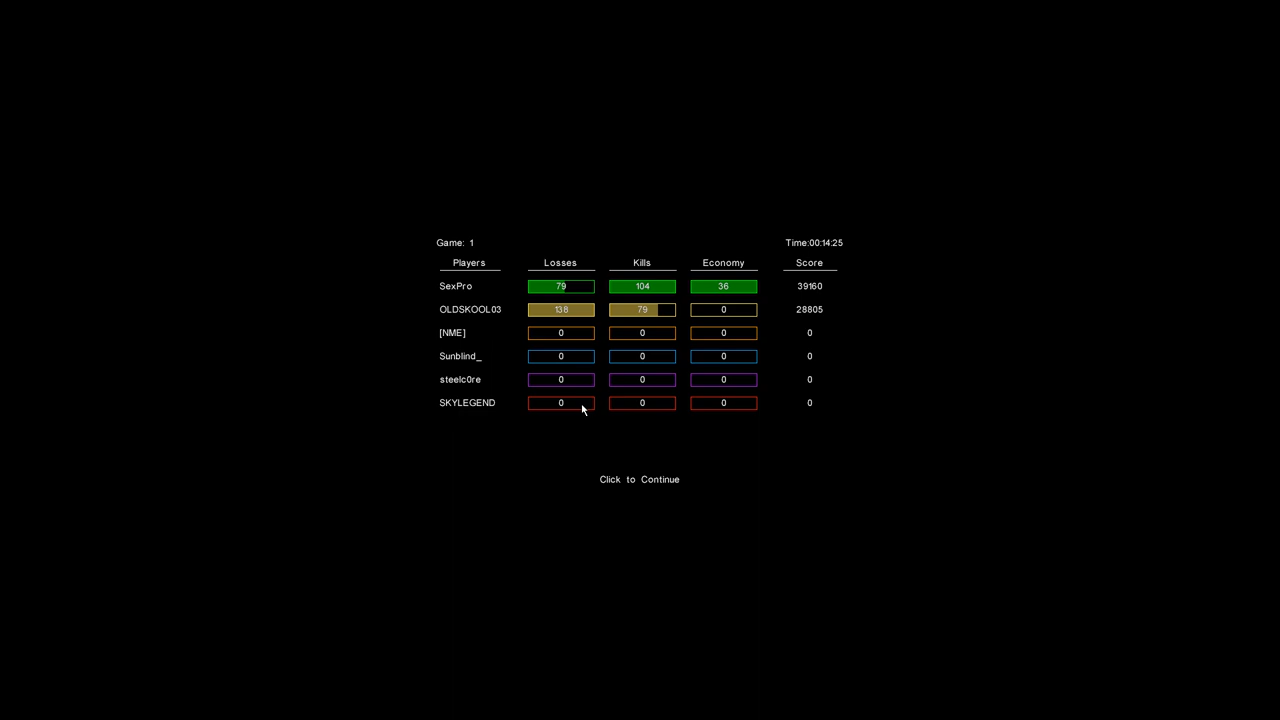 Game: 1 Time:00:14:25
Players Losses Kills Economy Score
SexPro 79 104 36 39160
OLDSKOOL03 138 79 0 28805
[NME] 0 0 0 0
Sunblind_ 0 0 0 0
steelc0re 0 0 0 0
SKYLEGEND 0 0 0 0
Click to Continue